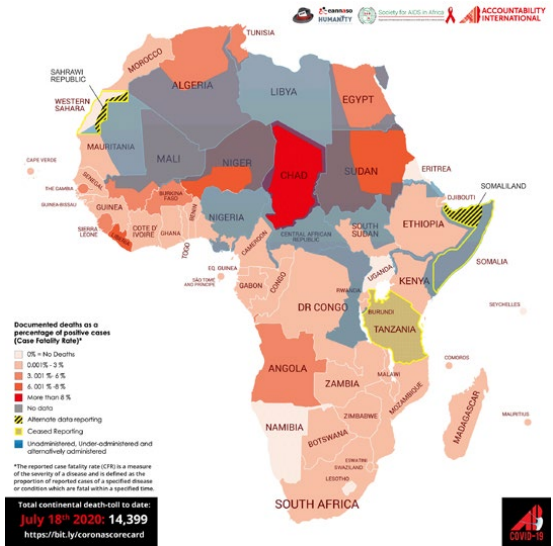 cannaso
HUMANITY
Society for AIDS in Africa
ACCOUNTABILITY
INTERNATIONAL
TUNISIA
MOROCCO
SAHRAWI
REPUBLIC
WESTERN
SAHARA
ALGERIA
LIBYA
EGYPT
MAURITANIA
MALI
NIGER
CHAD
SUDAN
ERITREA
CAPE VERDE
SENEGAL
THE GAMBIA
GUINEA-BISSAU
GUINEA
BURKINA
FASO
BENIN
NIGERIA
DJIBOUTI
SOMALILAND
SIERRA
LEONE
LIBERIA
COTE D'
IVOIRE
GHANA
TOGO
CAMEROON
CENTRAL AFRICAN
REPUBLIC
SOUTH
SUDAN
ETHIOPIA
SOMALIA
EQ. GUINEA
SÃO TOMÉ
AND PRÍNCIPE
GABON
CONGO
DR CONGO
UGANDA
KENYA
RWANDA
BURUNDI
TANZANIA
SEYCHELLES
COMOROS
ANGOLA
ZAMBIA
MALAWI
MOZAMBIQUE
ZIMBABWE
MADAGASCAR
MAURITIUS
NAMIBIA
BOTSWANA
SWAZILAND
LESOTHO
SOUTH AFRICA
Documented deaths as a
percentage of positive cases
(Case Fatality Rate)*
0% = No Deaths
0.001% - 3 %
3. 001 %- 6 %
6. 001 % -8 %
More than 8 %
No data
Alternate data reporting
Ceased Reporting
Unadministered, Under-administered and
alternatively administered
*The reported case fatality rate (CFR) is a measure
of the severity of a disease and is defined as the
proportion of reported cases of a specified disease
or condition which are fatal within a specified time.
Total continental death-toll to date:
July 18th 2020: 14,399
https://bit.ly/coronascorecard
COVID-19